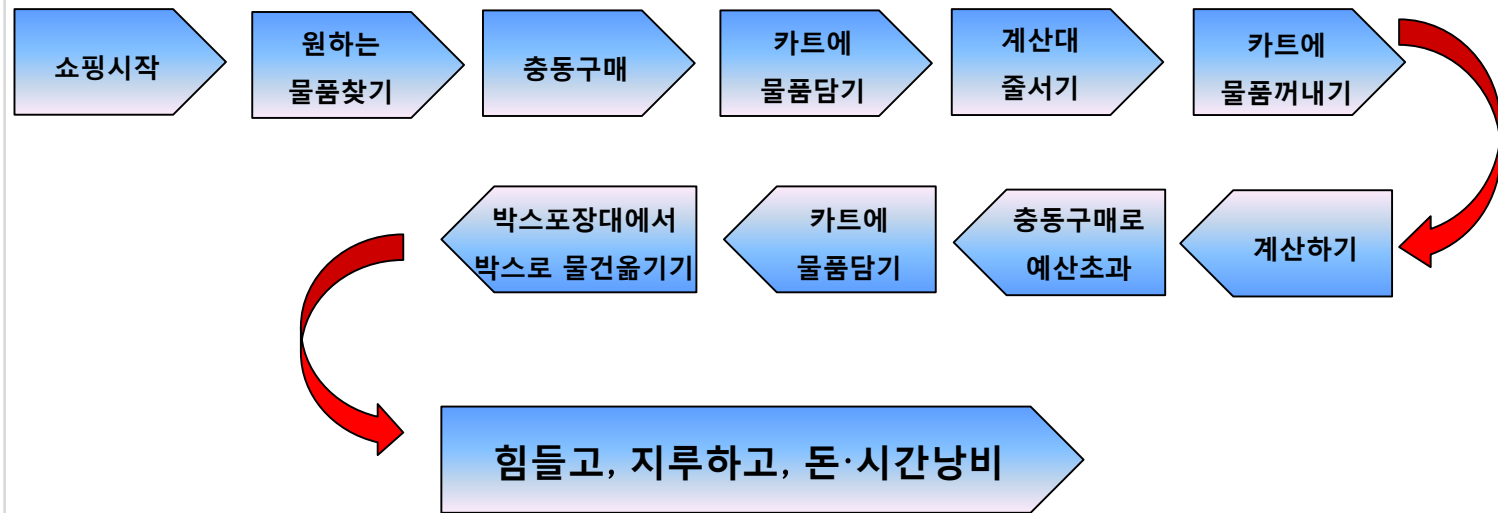 쇼핑시작
원하는
물품찾기
충동구매
카트에
물품담기
계산대
줄서기
카트에
물품꺼내기
계산하기
충동구매로
예산초과
카트에
물품담기
박스포장대에서
박스로 물건옮기기
힘들고, 지루하고, 돈·시간낭비